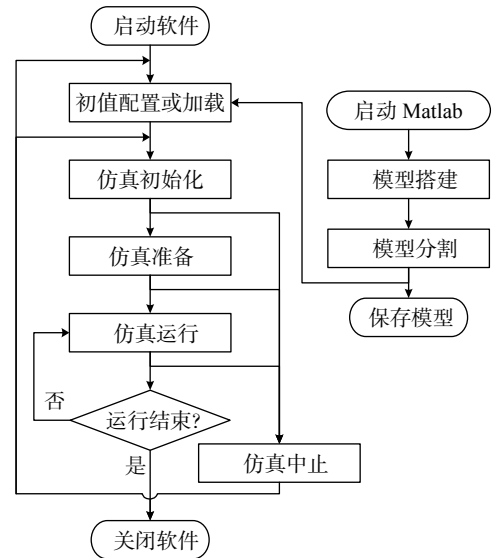 启动软件
初值配置或加载
启动 Matlab
仿真初始化
模型搭建
仿真准备
模型分割
仿真运行
保存模型
否
运行结束?
是
仿真中止
关闭软件